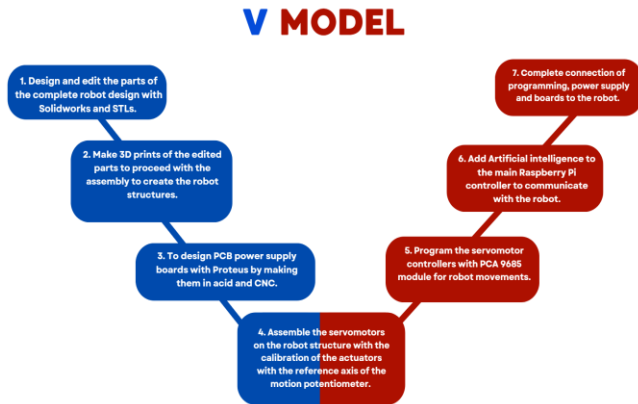 V MODEL
1. Design and edit the parts of
the complete robot design with
Solidworks and STLs.
2. Make 3D prints of the edited
parts to proceed with the
assembly to create the robot
structures.
3. To design PCB power supply
boards with Proteus by making
them in acid and CNC.
4. Assemble the servomotors
on the robot structure with the
calibration of the actuators
with the reference axis of the
motion potentiometer.
5. Program the servomotor
controllers with PCA 9685
module for robot movements.
6. Add Artificial intelligence to
the main Raspberry Pi
controller to communicate
with the robot.
7. Complete connection of
programming, power supply
and boards to the robot.